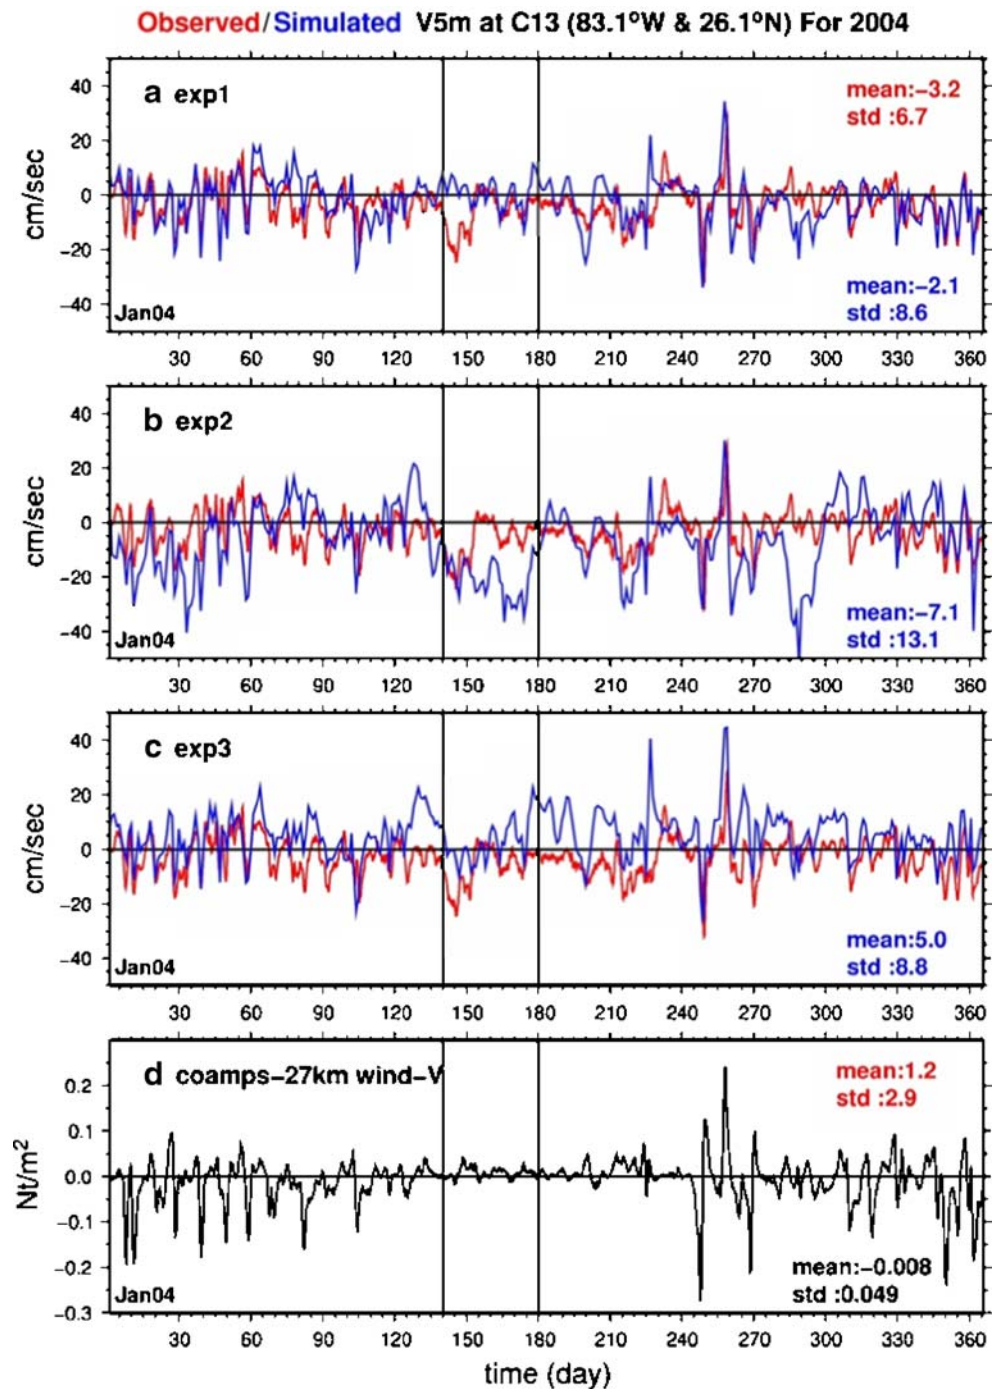 Observed/Simulated V5m at C13 (83.1°W & 26.1°N) For 2004
a exp1
mean:-3.2
std :6.7
40
20
0
-20
-40
cm/sec
mean:-2.1
std :8.6
Jan04
30 60 90 120 150 180 210 240 270 300 330 360
b exp2
40
20
0
-20
-40
cm/sec
mean:-7.1
std :13.1
Jan04
30 60 90 120 150 180 210 240 270 300 330 360
c exp3
40
20
0
-20
-40
cm/sec
mean:5.0
std :8.8
Jan04
30 60 90 120 150 180 210 240 270 300 330 360
d coamps-27km wind-V
mean:1.2
std :2.9
0.2
0.1
0.0
-0.1
-0.2
-0.3
Nt/m²
mean:-0.008
std :0.049
Jan04
30 60 90 120 150 180 210 240 270 300 330 360
time (day)